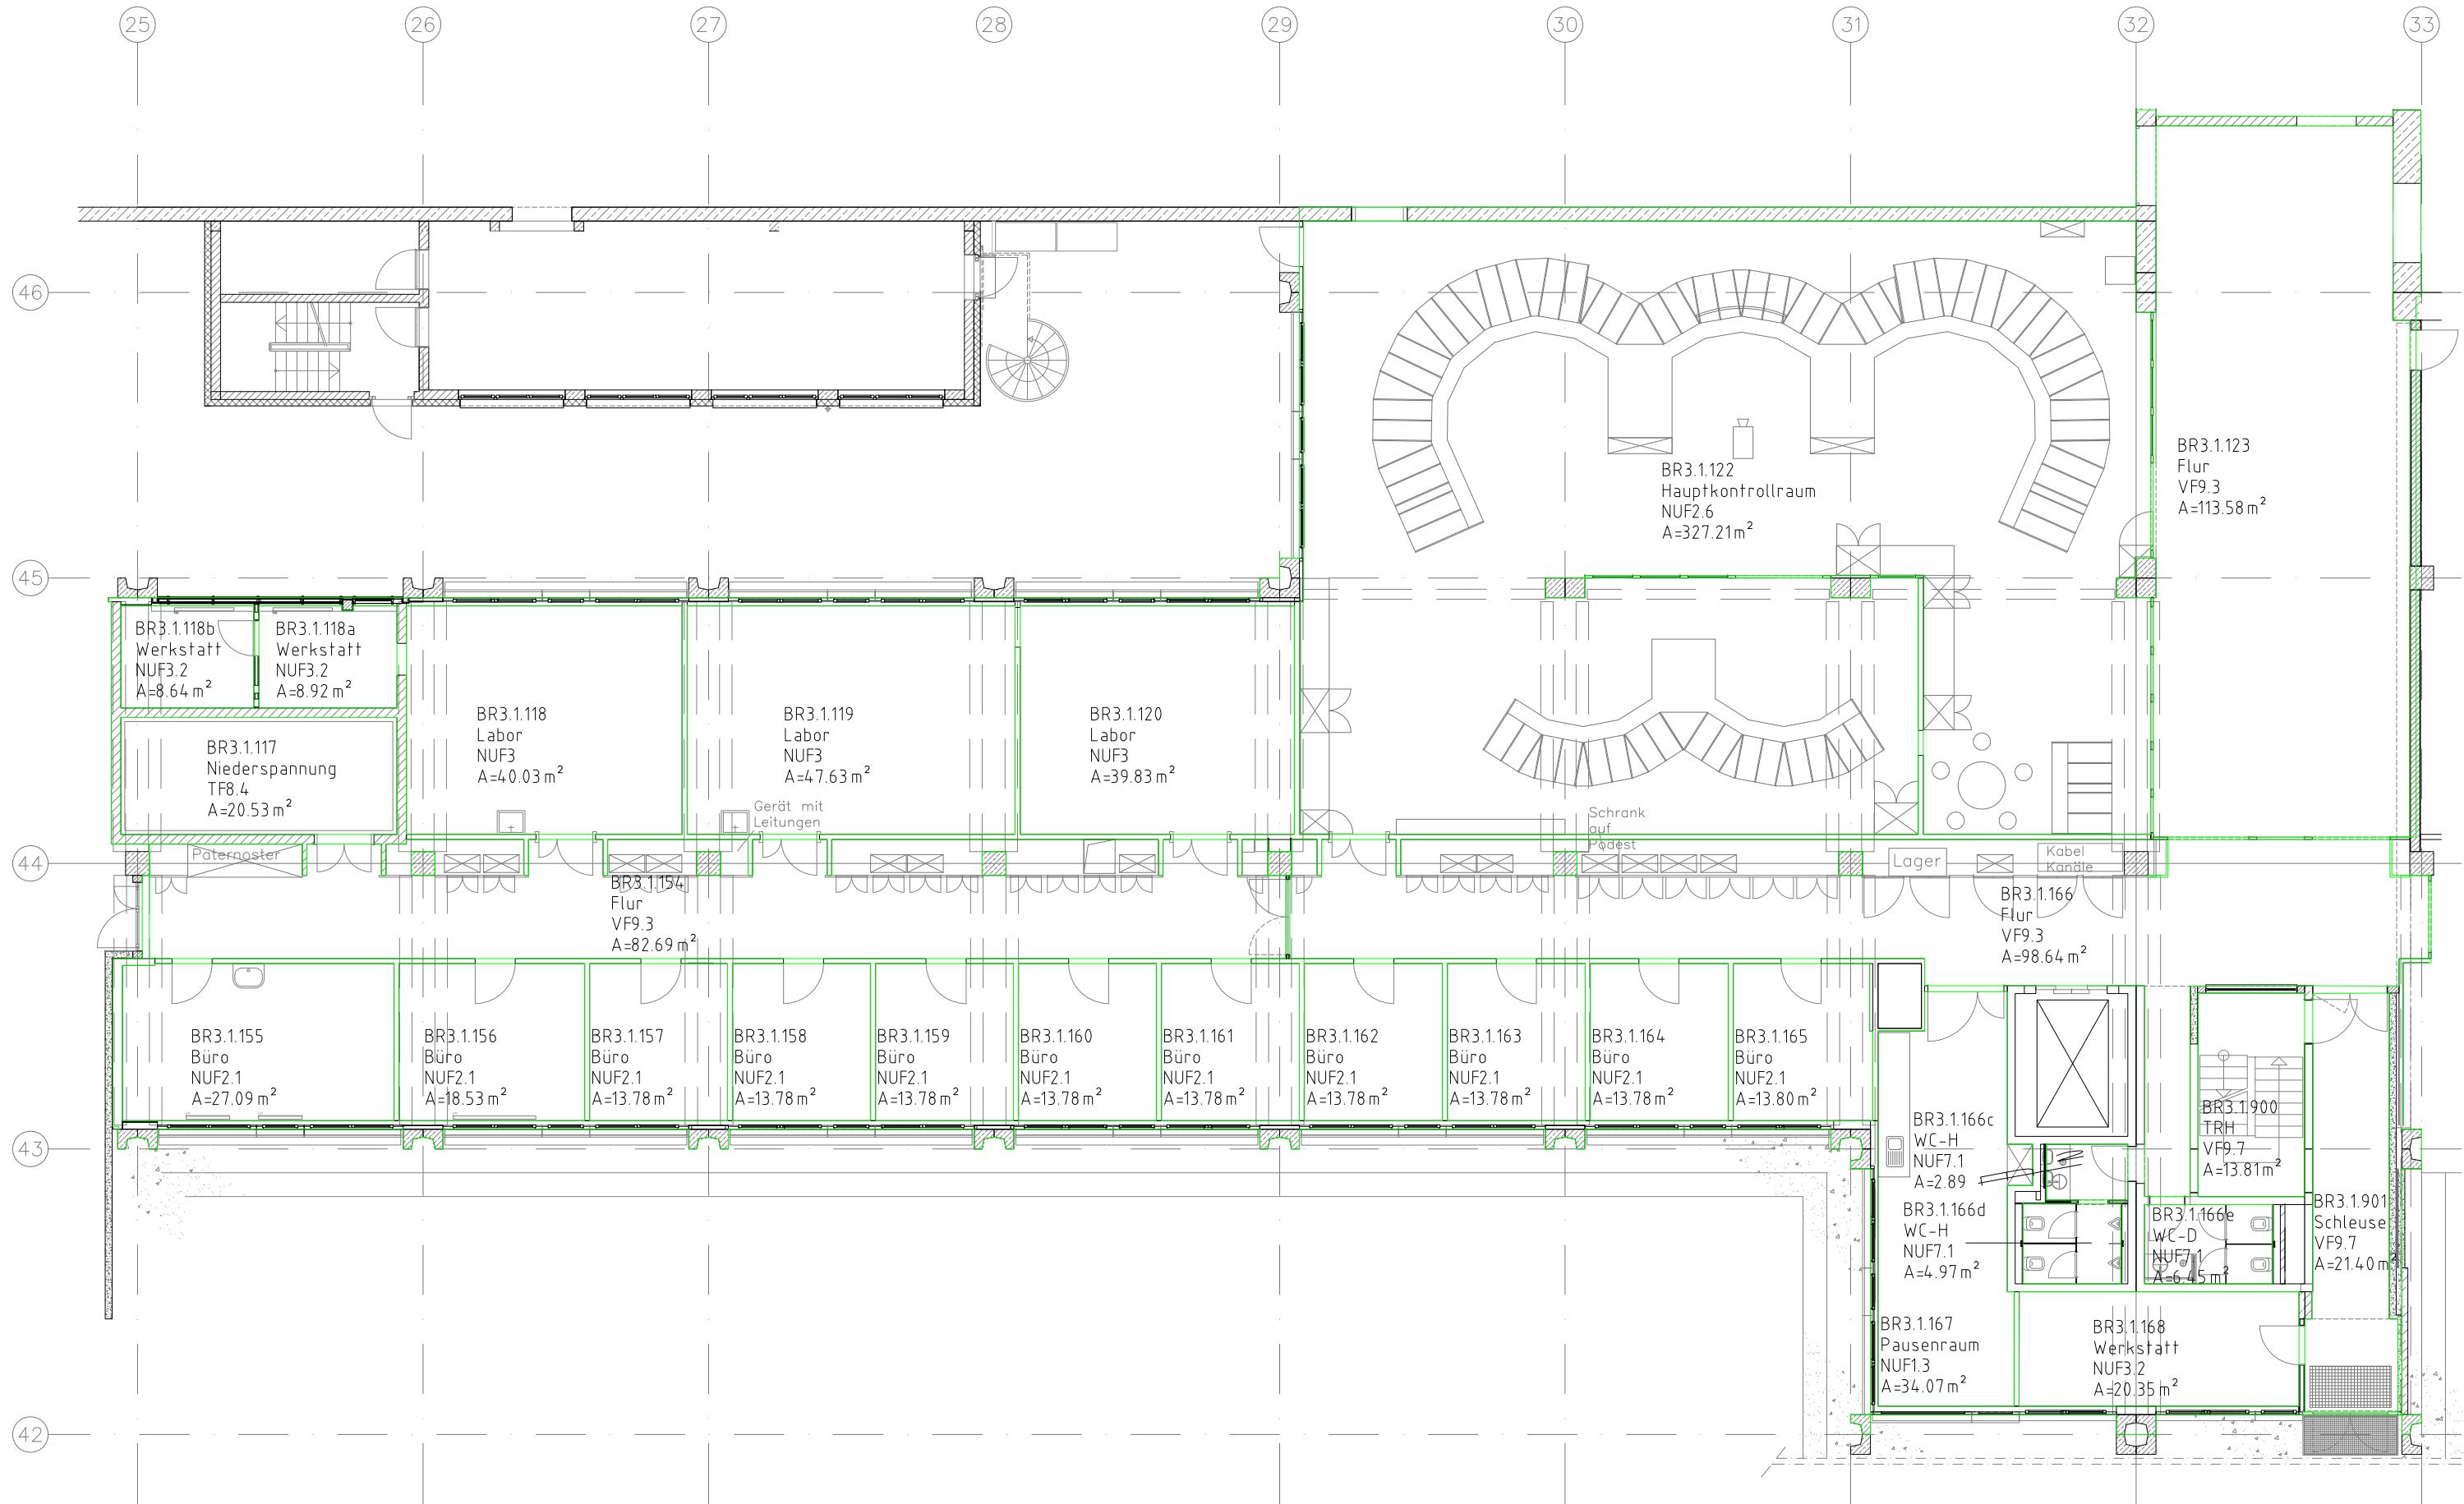 25
26
27
28
29
30
31
32
33
46
45
44
43
42
BR3.1.122
Hauptkontrollraum
NUF2.6
A=327.21m²
BR3.1.123
Flur
VF9.3
A=113.58m²
BR3.1.118b
Werkstatt
NUF3.2
A=8.64m²
BR3.1.118a
Werkstatt
NUF3.2
A=8.92m²
BR3.1.117
Niederspannung
TF8.4
A=20.53m²
BR3.1.118
Labor
NUF3
A=40.03m²
BR3.1.119
Labor
NUF3
A=47.63m²
BR3.1.120
Labor
NUF3
A=39.83m²
Gerät mit
Leitungen
Schrank
auf
Podest
Paternoster
Lager
Kabel
Kanäle
BR3.1.154
Flur
VF9.3
A=82.69m²
BR3.1.166
Flur
VF9.3
A=98.64m²
BR3.1.155
Büro
NUF2.1
A=27.09m²
BR3.1.156
Büro
NUF2.1
A=18.53m²
BR3.1.157
Büro
NUF2.1
A=13.78m²
BR3.1.158
Büro
NUF2.1
A=13.78m²
BR3.1.159
Büro
NUF2.1
A=13.78m²
BR3.1.160
Büro
NUF2.1
A=13.78m²
BR3.1.161
Büro
NUF2.1
A=13.78m²
BR3.1.162
Büro
NUF2.1
A=13.78m²
BR3.1.163
Büro
NUF2.1
A=13.78m²
BR3.1.164
Büro
NUF2.1
A=13.78m²
BR3.1.165
Büro
NUF2.1
A=13.80m²
BR3.1.166c
WC-H
NUF7.1
A=2.89
BR3.1.166d
WC-H
NUF7.1
A=4.97m²
BR3.1.900
TRH
VF9.7
A=13.81m²
BR3.1.166e
WC-D
NUF7.1
A=6.45m²
BR3.1.901
Schleuse
VF9.7
A=21.40m²
BR3.1.167
Pausenraum
NUF1.3
A=34.07m²
BR3.1.168
Werkstatt
NUF3.2
A=20.35m²